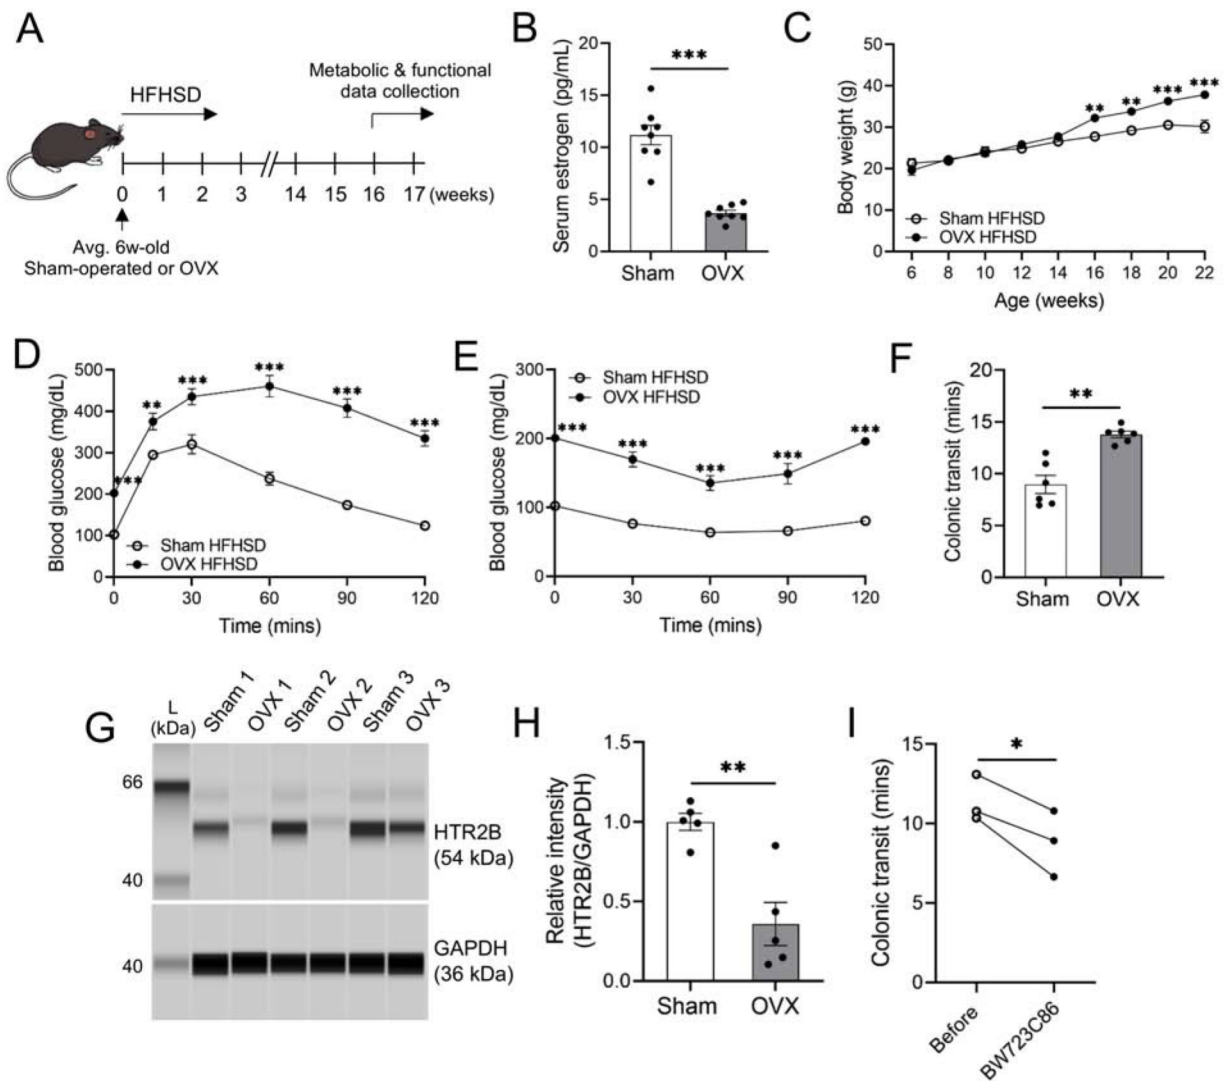 A
HFHSD
Metabolic & functional
data collection
0 1 2 3 14 15 16 17 (weeks)
Avg. 6w-old
Sham-operated or OVX
B
Serum estrogen (pg/mL)
20
15
10
5
0
***
Sham OVX
C
Body weight (g)
50
40
30
20
10
0
** ** *** ***
Sham HFHSD
OVX HFHSD
6 8 10 12 14 16 18 20 22
Age (weeks)
D
Blood glucose (mg/dL)
500
400
300
200
100
0
*** ** *** *** *** ***
Sham HFHSD
OVX HFHSD
0 30 60 90 120
Time (mins)
E
Blood glucose (mg/dL)
300
200
100
0
Sham HFHSD
OVX HFHSD
*** *** *** *** ***
0 30 60 90 120
Time (mins)
F
Colonic transit (mins)
20
15
10
5
0
**
Sham OVX
G
L
(kDa)
Sham 1
OVX 1
Sham 2
OVX 2
Sham 3
OVX 3
66
40
HTR2B
(54 kDa)
40
GAPDH
(36 kDa)
H
Relative intensity
(HTR2B/GAPDH)
1.5
1.0
0.5
0.0
**
Sham OVX
I
Colonic transit (mins)
15
10
5
0
*
Before
BW723C86